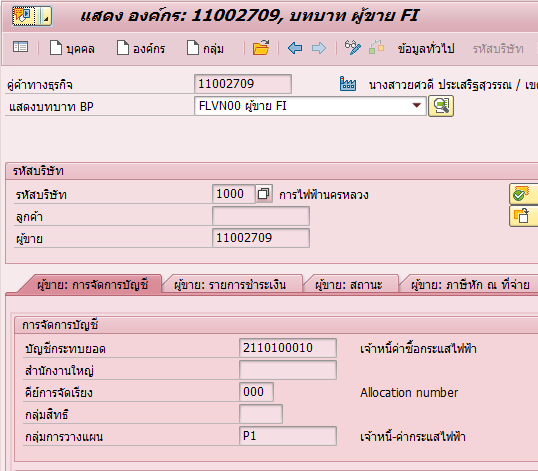 แสดง องค์กร: 11002709, บทบาท ผู้ขาย FI
บุคคล องค์กร กลุ่ม ข้อมูลทั่วไป รหัสบริษัท
คู่ค้าทางธุรกิจ 11002709 นางสาวยศวดี ประเสริฐสุวรรณ / เขต
แสดงบทบาท BP FLVN00 ผู้ขาย FI
รหัสบริษัท
รหัสบริษัท 1000 การไฟฟ้านครหลวง
ลูกค้า
ผู้ขาย 11002709
ผู้ขาย: การจัดการบัญชี ผู้ขาย: รายการชำระเงิน ผู้ขาย: สถานะ ผู้ขาย: ภาษีหัก ณ ที่จ่าย
การจัดการบัญชี
บัญชีกระทบยอด 2110100010 เจ้าหนี้ค่าซื้อกระแสไฟฟ้า
สำนักงานใหญ่
คีย์การจัดเรียง 000 Allocation number
กลุ่มสิทธิ์
กลุ่มการวางแผน P1 เจ้าหนี้-ค่ากระแสไฟฟ้า